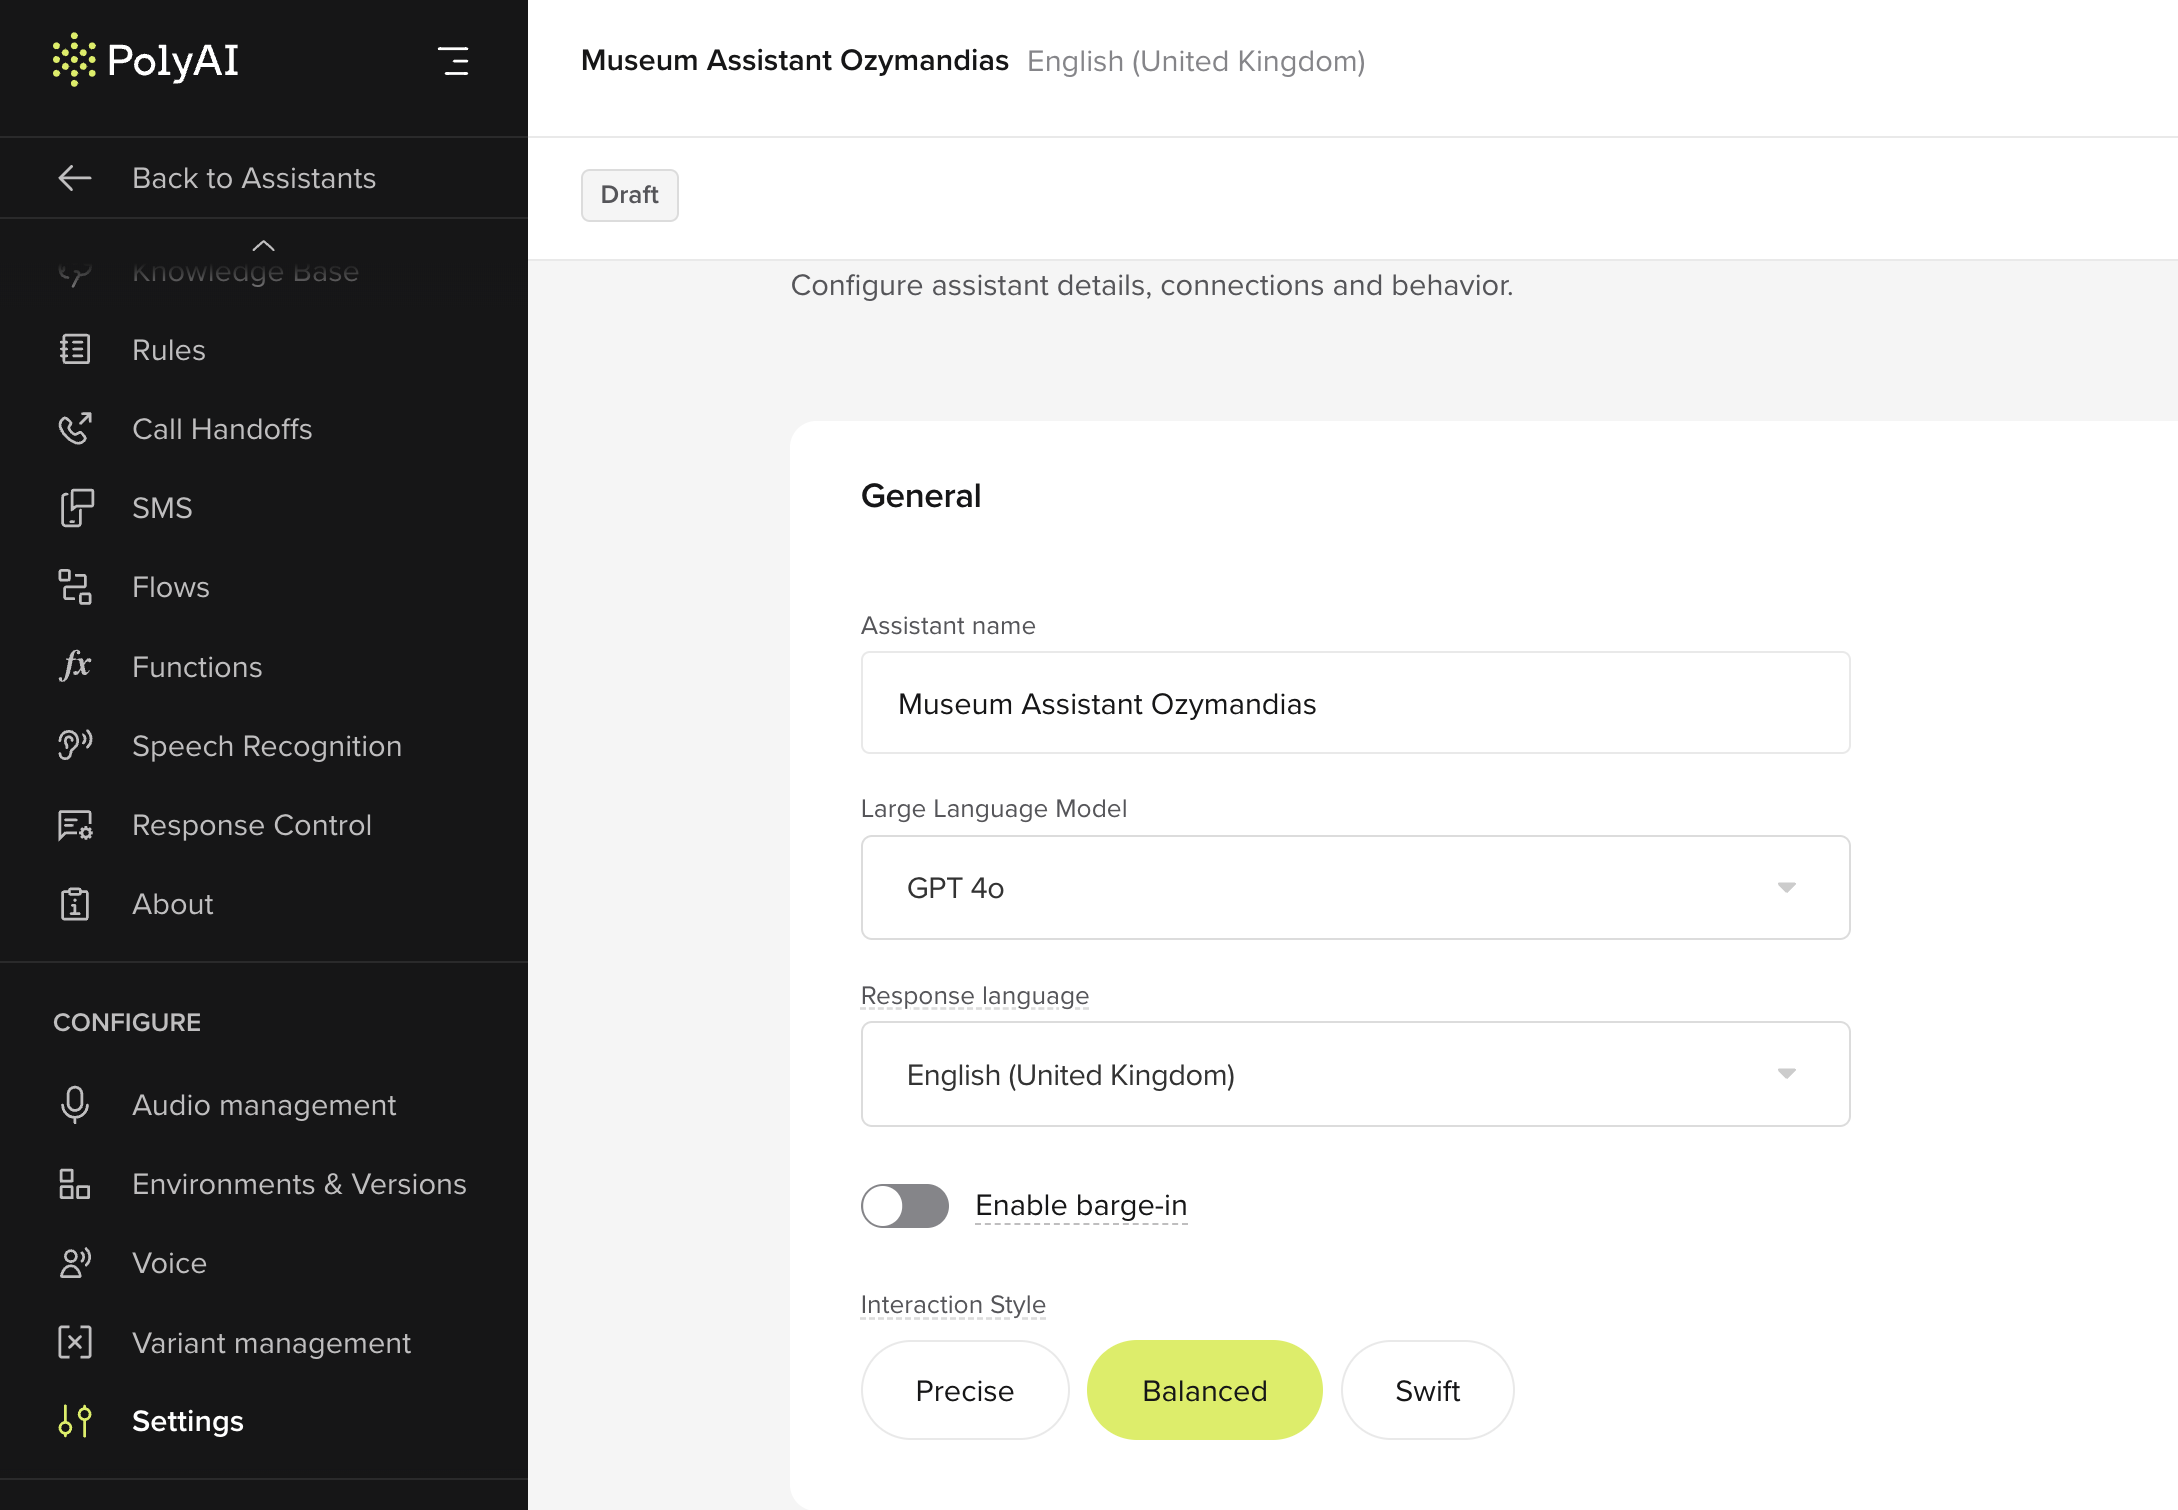 PolyAI
Back to Assistants
Knowledge Base
Rules
Call Handoffs
SMS
Flows
fx
Functions
Speech Recognition
Response Control
About
CONFIGURE
Audio management
Environments & Versions
Voice
Variant management
Settings
Museum Assistant Ozymandias English (United Kingdom)
Draft
Configure assistant details, connections and behavior.
General
Assistant name
Museum Assistant Ozymandias
Large Language Model
GPT 4o
Response language
English (United Kingdom)
Enable barge-in
Interaction Style
Precise Balanced Swift